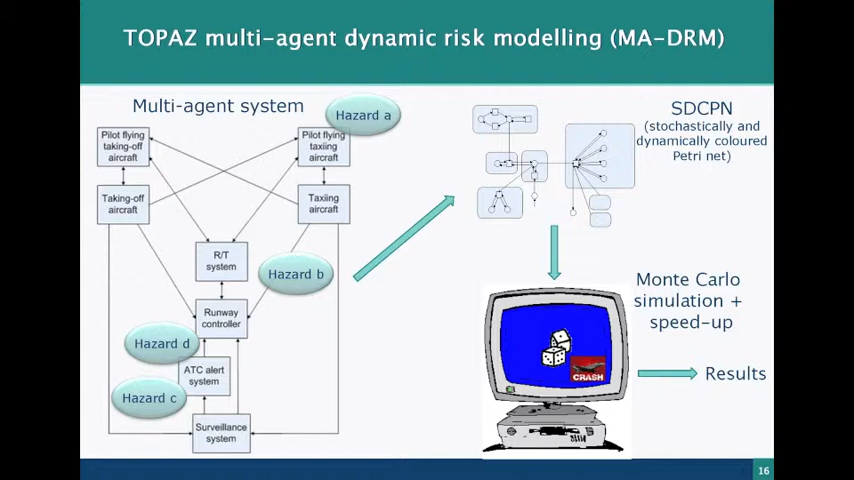 TOPAZ multi-agent dynamic risk modelling (MA-DRM)
Multi-agent system
Hazard a
Pilot flying
taking-off
aircraft
Pilot flying
taxiing
aircraft
Taking-off
aircraft
Taxiing
aircraft
R/T
system
Hazard b
Runway
controller
Hazard d
ATC alert
system
Hazard c
Surveillance
system
SDCPN
(stochastically and
dynamically coloured
Petri net)
Monte Carlo
simulation +
speed-up
CRASH
Results
16